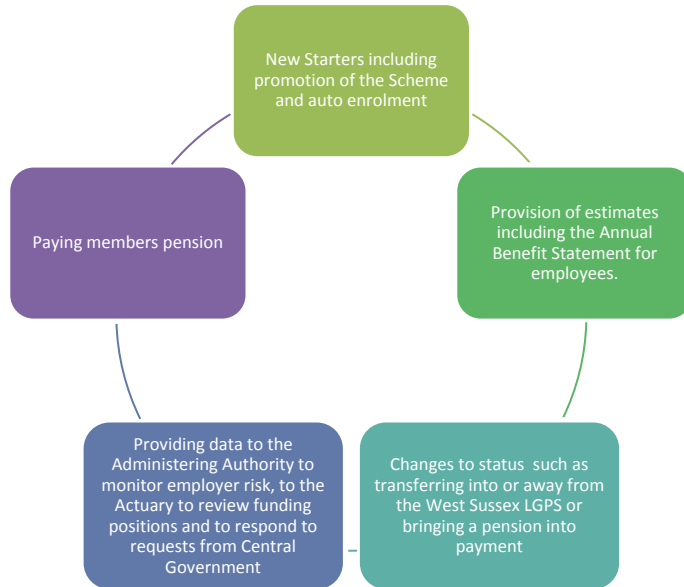 New Starters including
promotion of the Scheme
and auto enrolment
Provision of estimates
including the Annual
Benefit Statement for
employees.
Changes to status such as
transferring into or away from
the West Sussex LGPS or
bringing a pension into
payment
Providing data to the
Administering Authority to
monitor employer risk, to the
Actuary to review funding
positions and to respond to
requests from Central
Government
Paying members pension